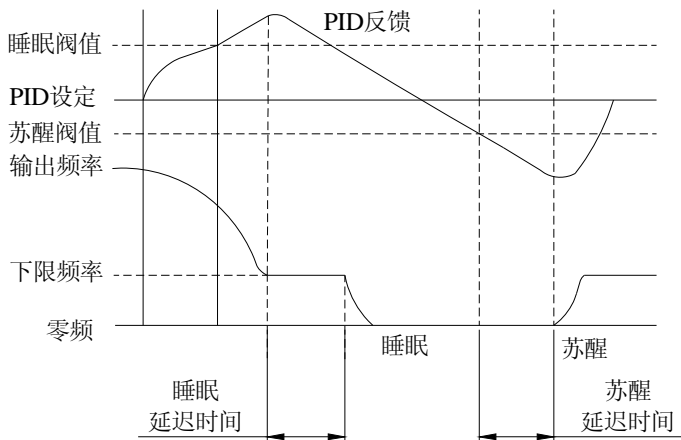 PID反馈
睡眠阀值
PID设定
苏醒阀值
输出频率
下限频率
零频
睡眠
苏醒
睡眠
延迟时间
苏醒
延迟时间